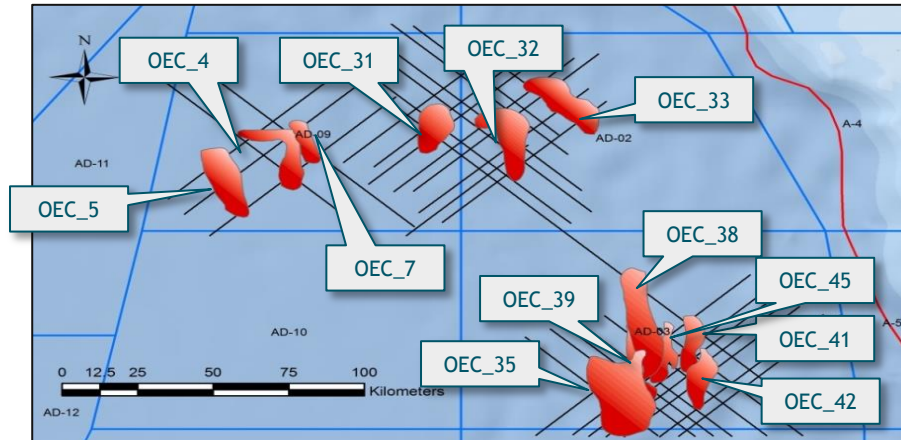 N
OEC_4
OEC_31
OEC_32
OEC_33
A-4
AD-09
AD-02
AD-11
OEC_5
OEC_7
OEC_38
OEC_45
OEC_39
AD-03
A-5
AD-10
OEC_41
OEC_35
0 12.5 25 50 75 100
Kilometers
OEC_42
AD-12